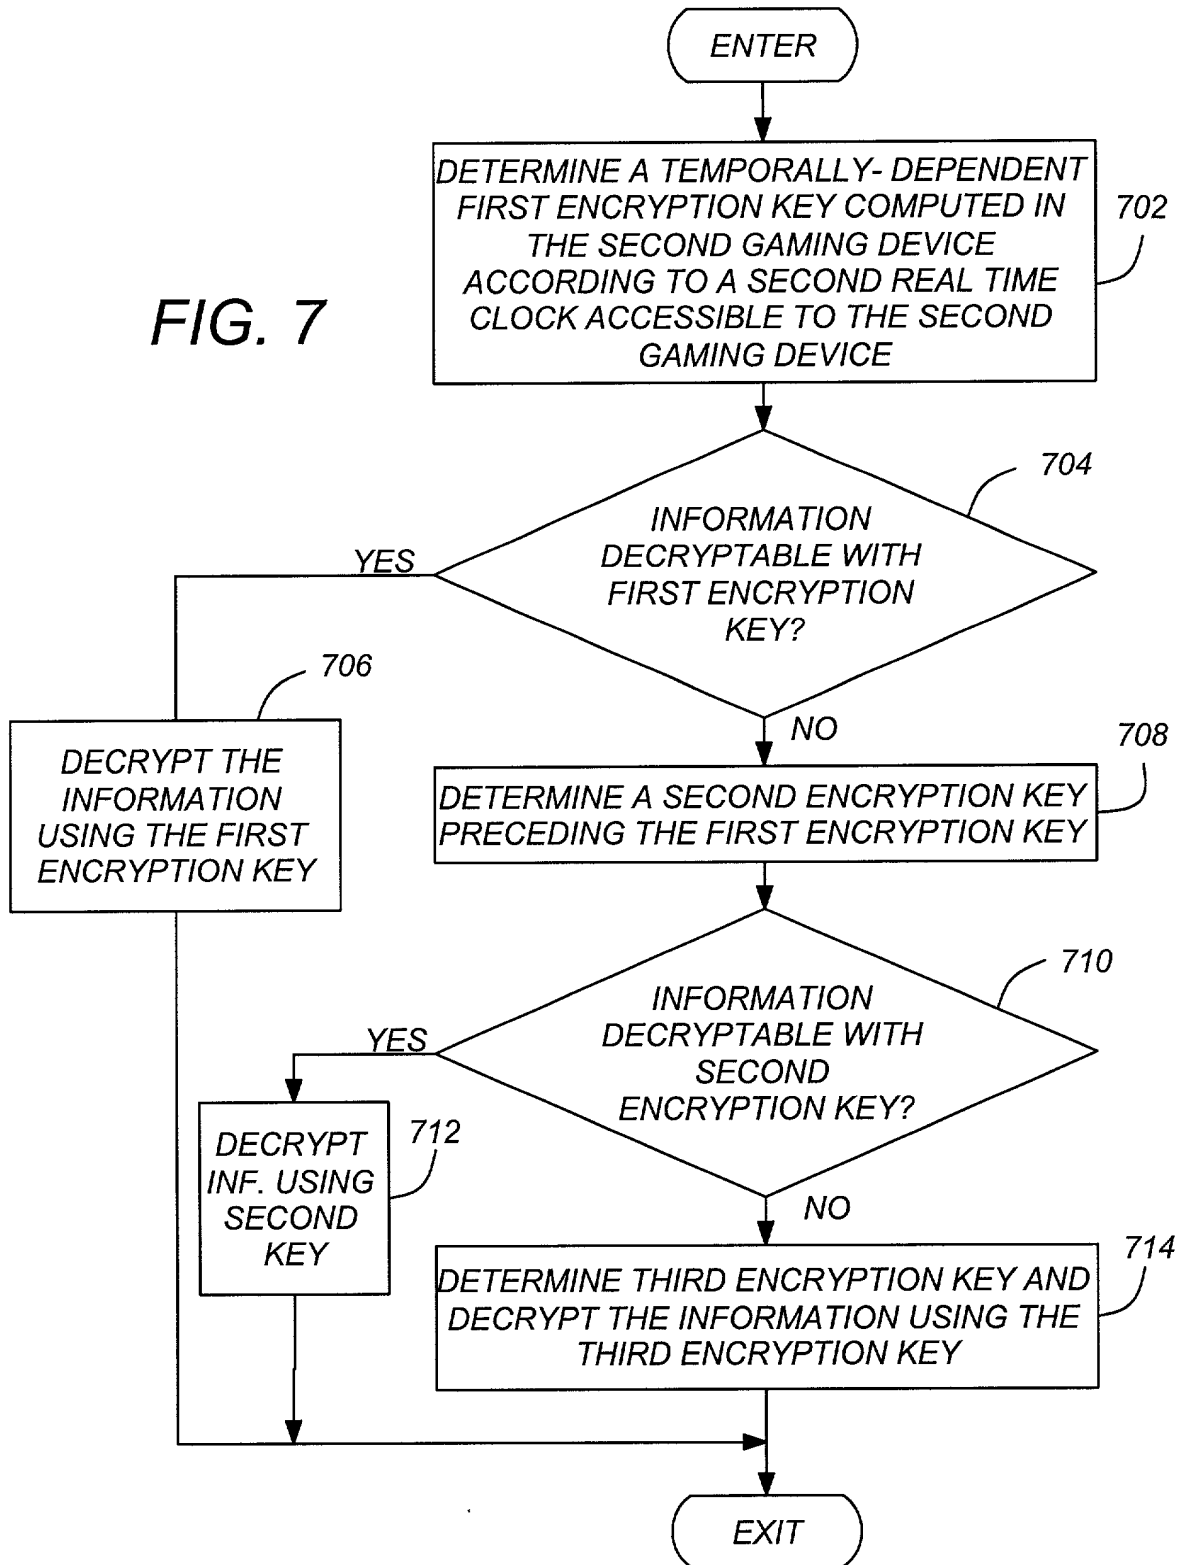 ENTER
DETERMINE A TEMPORALLY- DEPENDENT
FIRST ENCRYPTION KEY COMPUTED IN
THE SECOND GAMING DEVICE
ACCORDING TO A SECOND REAL TIME
CLOCK ACCESSIBLE TO THE SECOND
GAMING DEVICE
702
FIG. 7
704
INFORMATION
DECRYPTABLE WITH
FIRST ENCRYPTION
KEY?
YES
706
NO
DECRYPT THE
INFORMATION
USING THE FIRST
ENCRYPTION KEY
708
DETERMINE A SECOND ENCRYPTION KEY
PRECEDING THE FIRST ENCRYPTION KEY
710
INFORMATION
DECRYPTABLE WITH
SECOND
ENCRYPTION KEY?
YES
712
DECRYPT
INF. USING
SECOND
KEY
NO
714
DETERMINE THIRD ENCRYPTION KEY AND
DECRYPT THE INFORMATION USING THE
THIRD ENCRYPTION KEY
EXIT